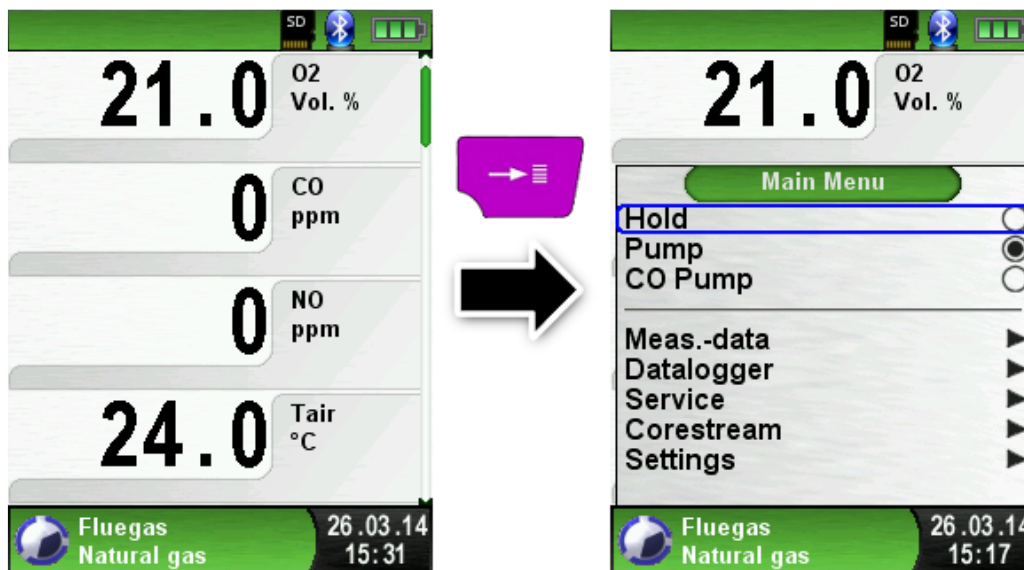 SD
21.0 O2
Vol. %
0 CO
ppm
0 NO
ppm
24.0 Tair
°C
Fluegas 26.03.14
Natural gas 15:31
SD
21.0 O2
Vol. %
Main Menu
Hold
Pump
CO Pump
Meas.-data
Datalogger
Service
Corestream
Settings
Fluegas 26.03.14
Natural gas 15:17